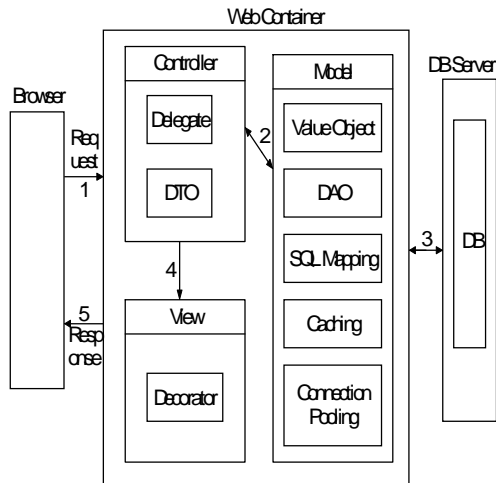 Web Container
Controller
Model
DB Server
Browser
Delegate
2
Value Object
Req
uest
1
DTO
DAO
3
DB
SQL Mapping
4
View
5
Resp
onse
Caching
Decorator
Connection
Pooling